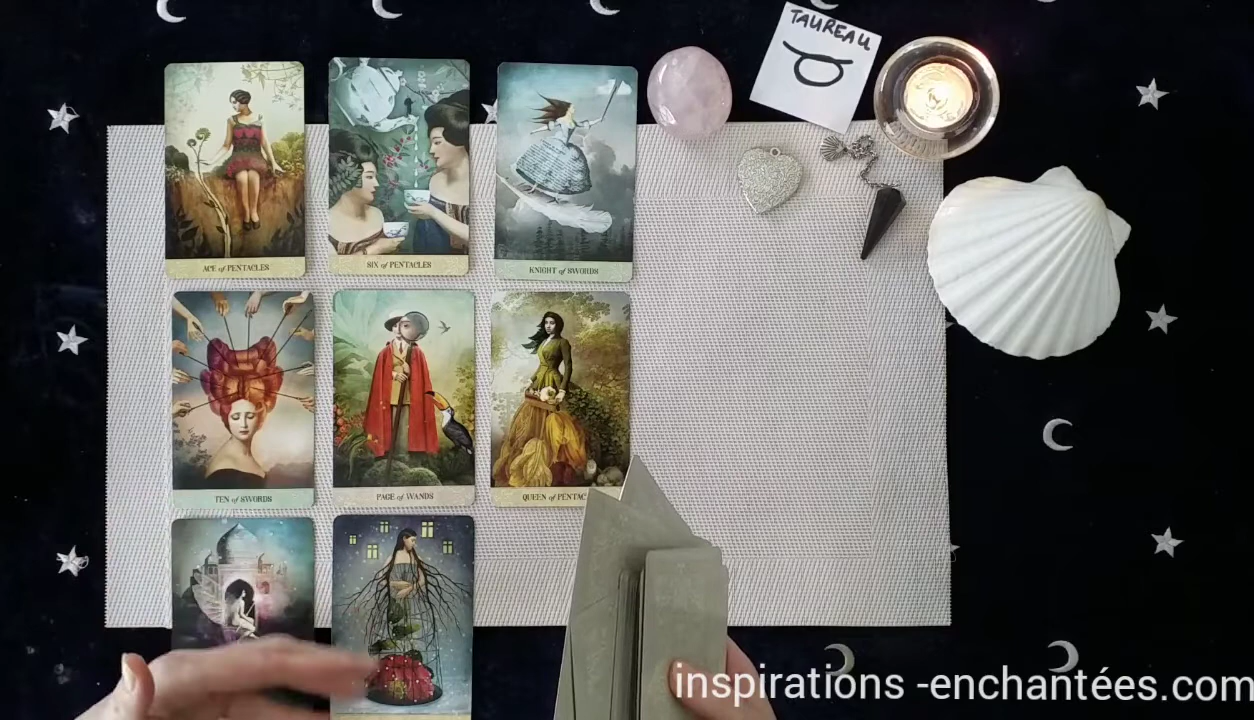 TAUREAU
ACE of PENTACLES
SIX of PENTACLES
KNIGHT of SWORDS
TEN of SWORDS
PAGE of WANDS
QUEEN of PENTAC
inspirations -enchantées.com